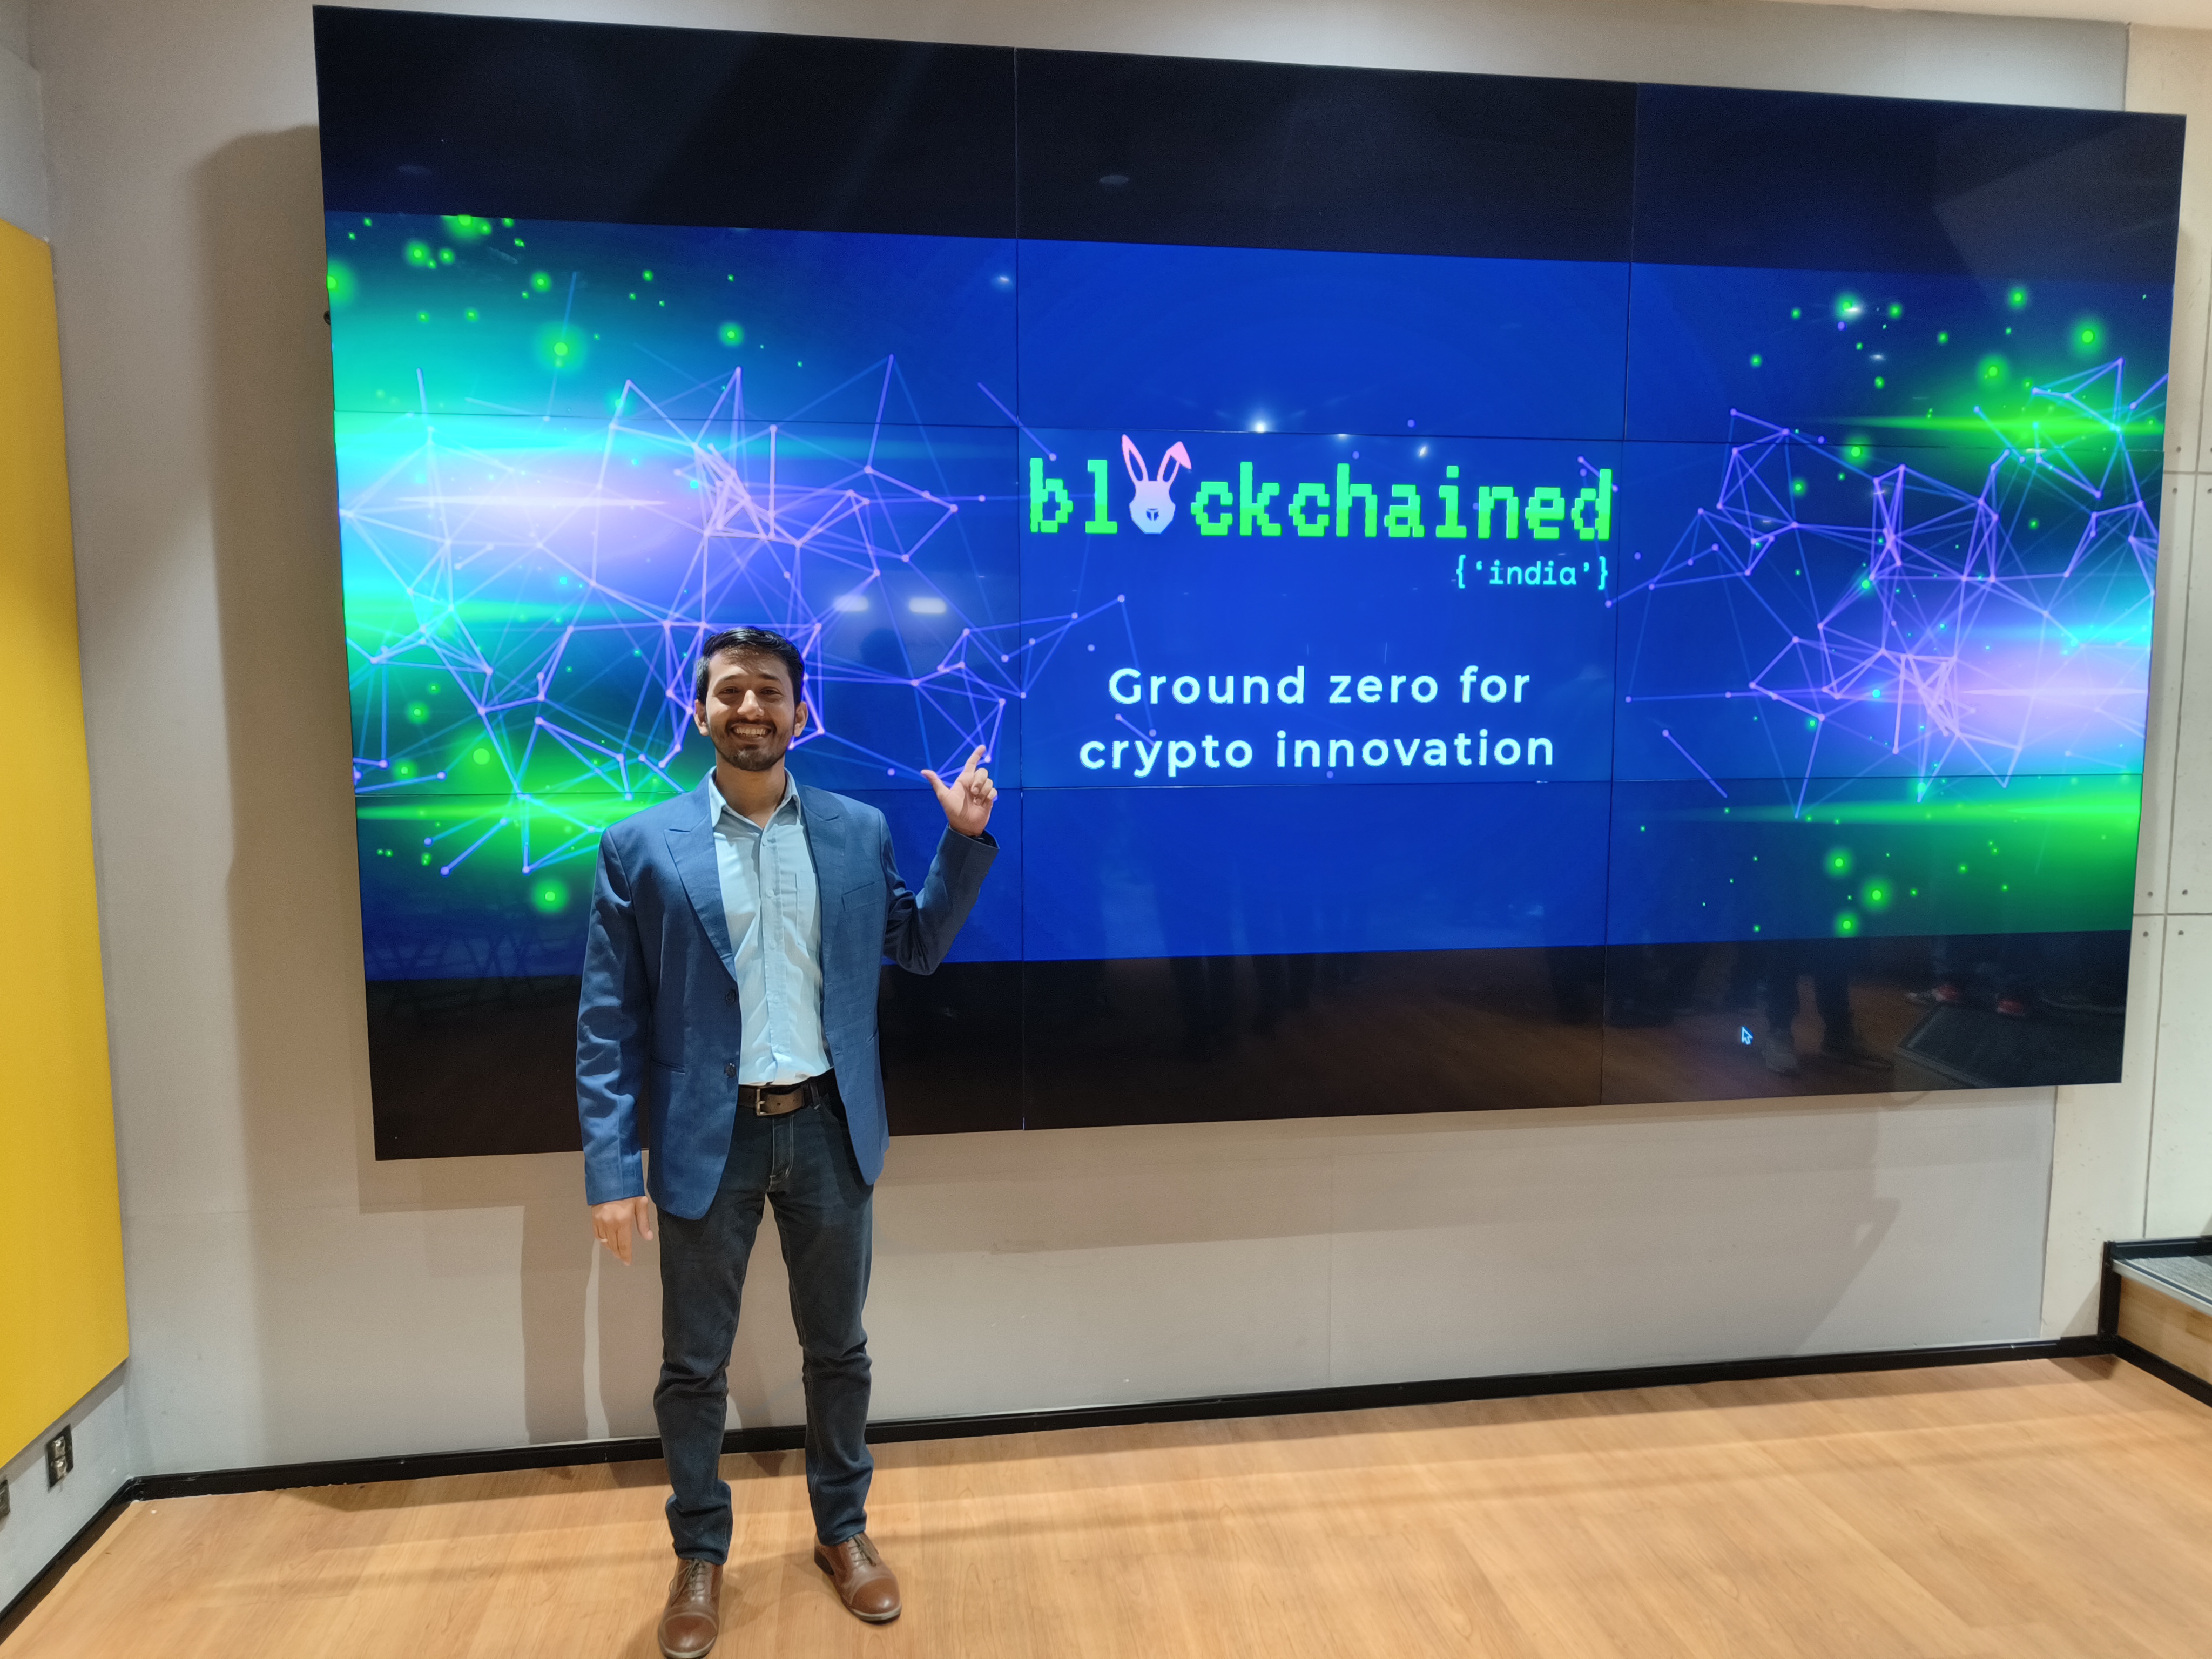 blockchained
{‘india’}
Ground zero for
crypto innovation